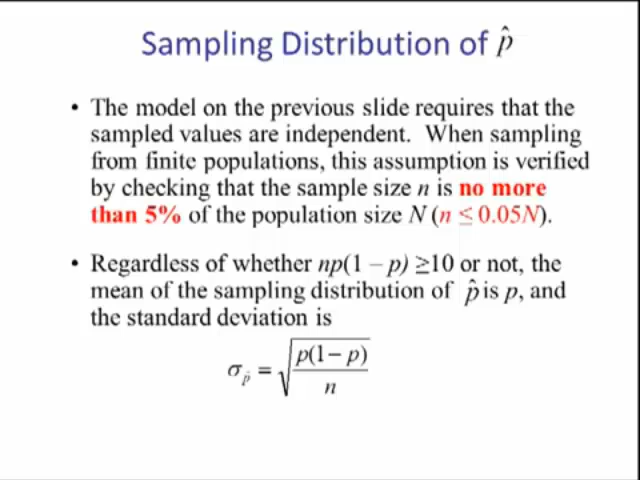 Sampling Distribution of p̂
• The model on the previous slide requires that the
sampled values are independent. When sampling
from finite populations, this assumption is verified
by checking that the sample size n is no more
than 5% of the population size N (n ≤ 0.05N).
• Regardless of whether np(1 – p) ≥10 or not, the
mean of the sampling distribution of p̂ is p, and
the standard deviation is
σ_p̂ = √(p(1 − p) / n)